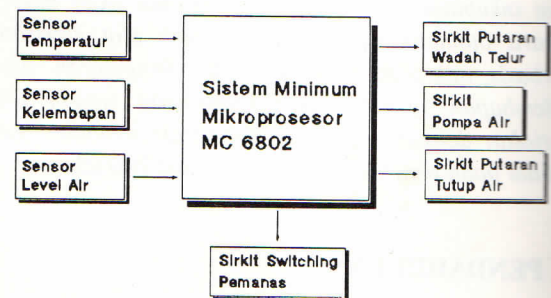 Sensor
Temperatur
Sensor
Kelembapan
Sensor
Level Air
Sistem Minimum
Mikroprosesor
MC 6802
Sirkit Putaran
Wadah Telur
Sirkit
Pompa Air
Sirkit Putaran
Tutup Air
Sirkit Switching
Pemanas